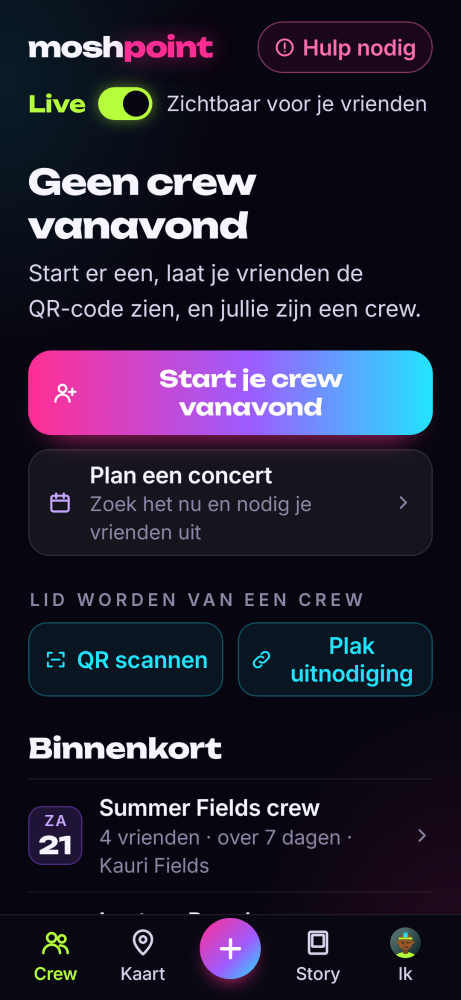 moshpoint
Hulp nodig
Live
Zichtbaar voor je vrienden
Geen crew
vanavond
Start er een, laat je vrienden de
QR-code zien, en jullie zijn een crew.
Start je crew
vanavond
Plan een concert
Zoek het nu en nodig je
vrienden uit
LID WORDEN VAN EEN CREW
QR scannen
Plak
uitnodiging
Binnenkort
ZA
21
Summer Fields crew
4 vrienden · over 7 dagen ·
Kauri Fields
Crew
Kaart
Story
Ik